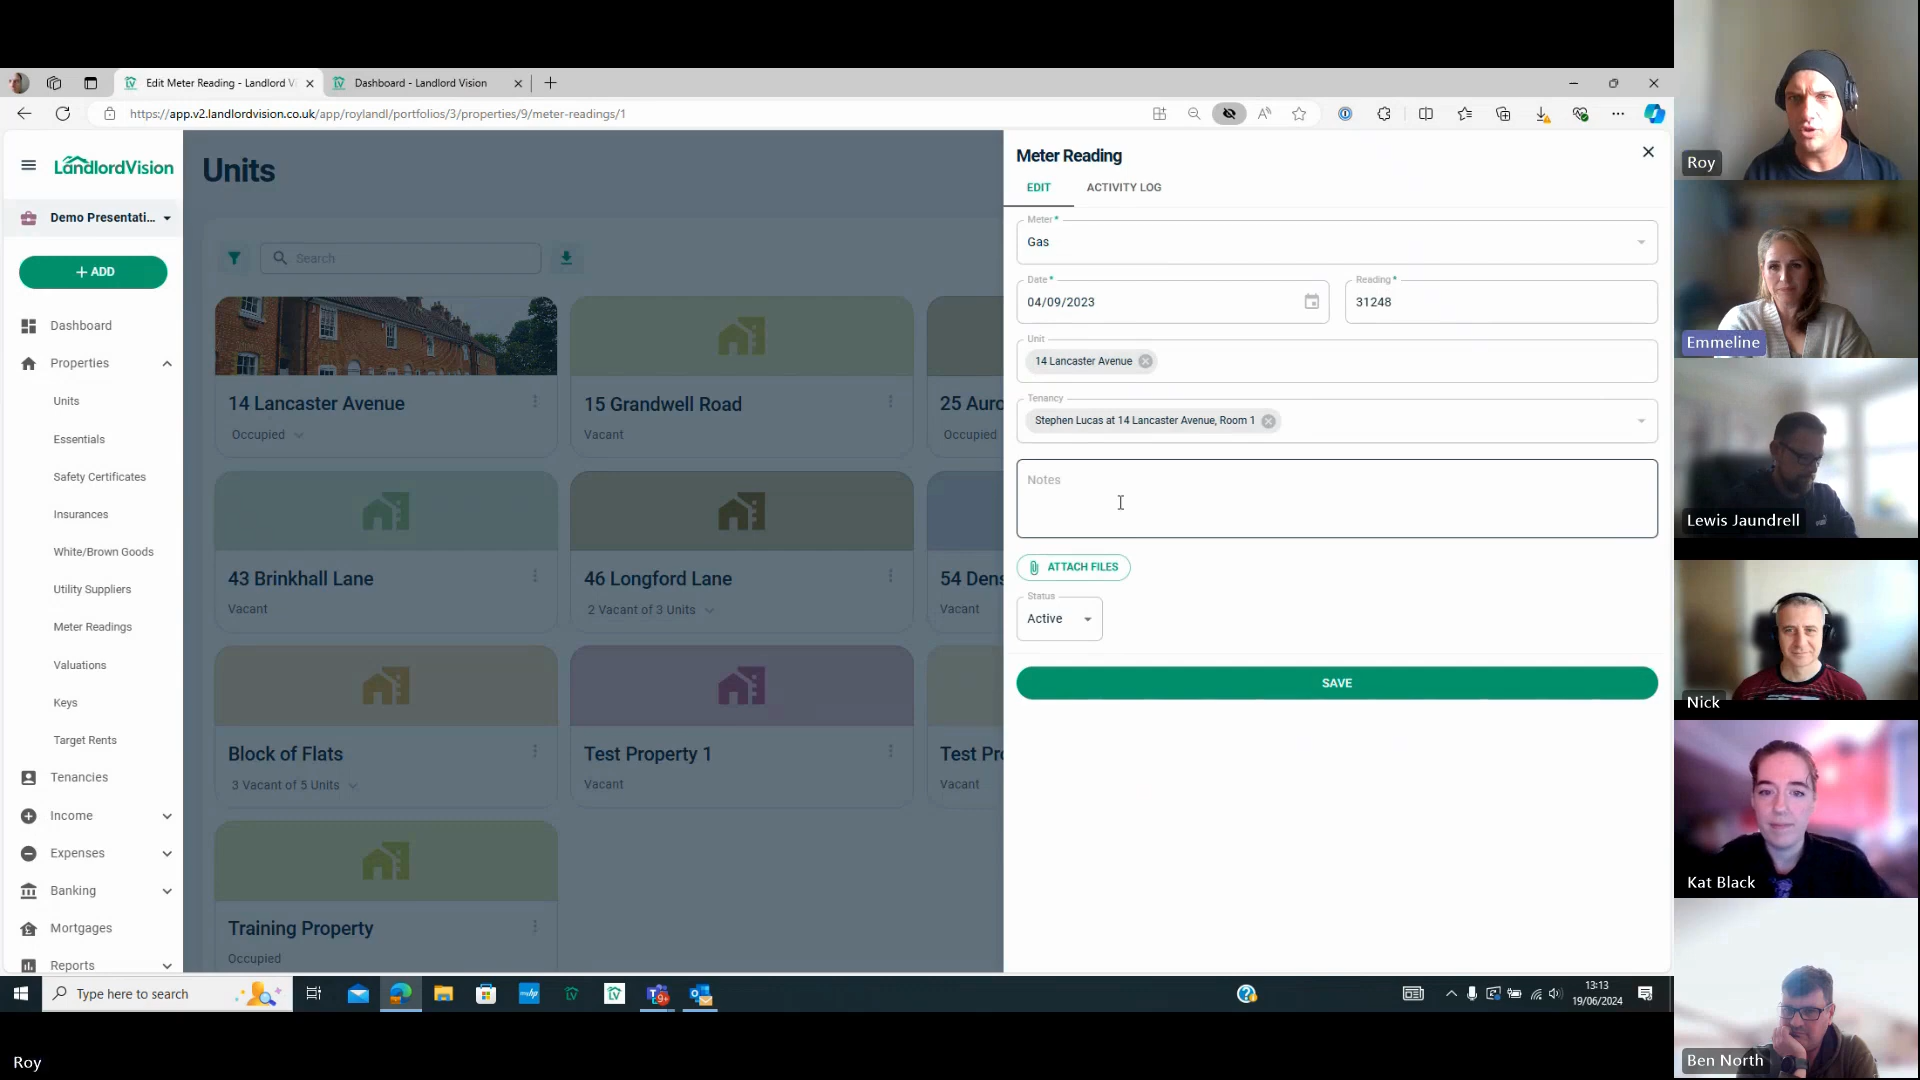 Edit Meter Reading - Landlord Vi
Dashboard - Landlord Vision
https://app.v2.landlordvision.co.uk/app/roylandl/portfolios/3/properties/9/meter-readings/1
LandlordVision
Demo Presentati...
+ ADD
Dashboard
Properties
Units
Essentials
Safety Certificates
Insurances
White/Brown Goods
Utility Suppliers
Meter Readings
Valuations
Keys
Target Rents
Tenancies
Income
Expenses
Banking
Mortgages
Reports
Units
Search
14 Lancaster Avenue
Occupied
15 Grandwell Road
Vacant
25 Auro
Occupied
43 Brinkhall Lane
Vacant
46 Longford Lane
2 Vacant of 3 Units
54 Dens
Vacant
Block of Flats
3 Vacant of 5 Units
Test Property 1
Vacant
Test Pro
Vacant
Training Property
Occupied
Meter Reading
EDIT
ACTIVITY LOG
Meter *
Gas
Date *
04/09/2023
Reading *
31248
Unit
14 Lancaster Avenue
Tenancy
Stephen Lucas at 14 Lancaster Avenue, Room 1
Notes
ATTACH FILES
Status
Active
SAVE
Type here to search
13:13
19/06/2024
Roy
Roy
Emmeline
Lewis Jaundrell
Nick
Kat Black
Ben North